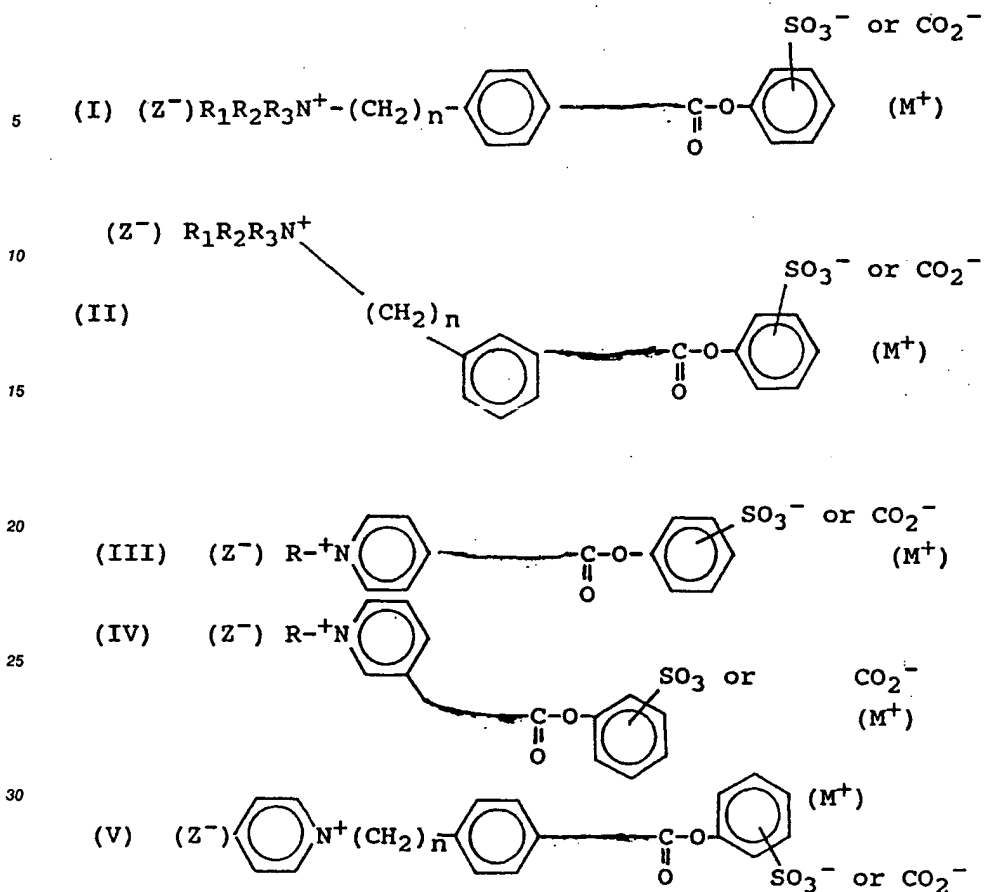 SO3- or CO2-
5 (I) (Z-) R1R2R3N+-(CH2)n C-O (M+)
O
(Z-) R1R2R3N+
10 SO3- or CO2-
(II) (CH2)n
C-O (M+)
15 O
20 SO3- or CO2-
(III) (Z-) R-+N C-O- (M+)
O
(IV) (Z-) R-+N
25 SO3 or CO2-
C-O (M+)
O
30 (M+)
(V) (Z-) N+(CH2)n C-O
O SO3- or CO2-